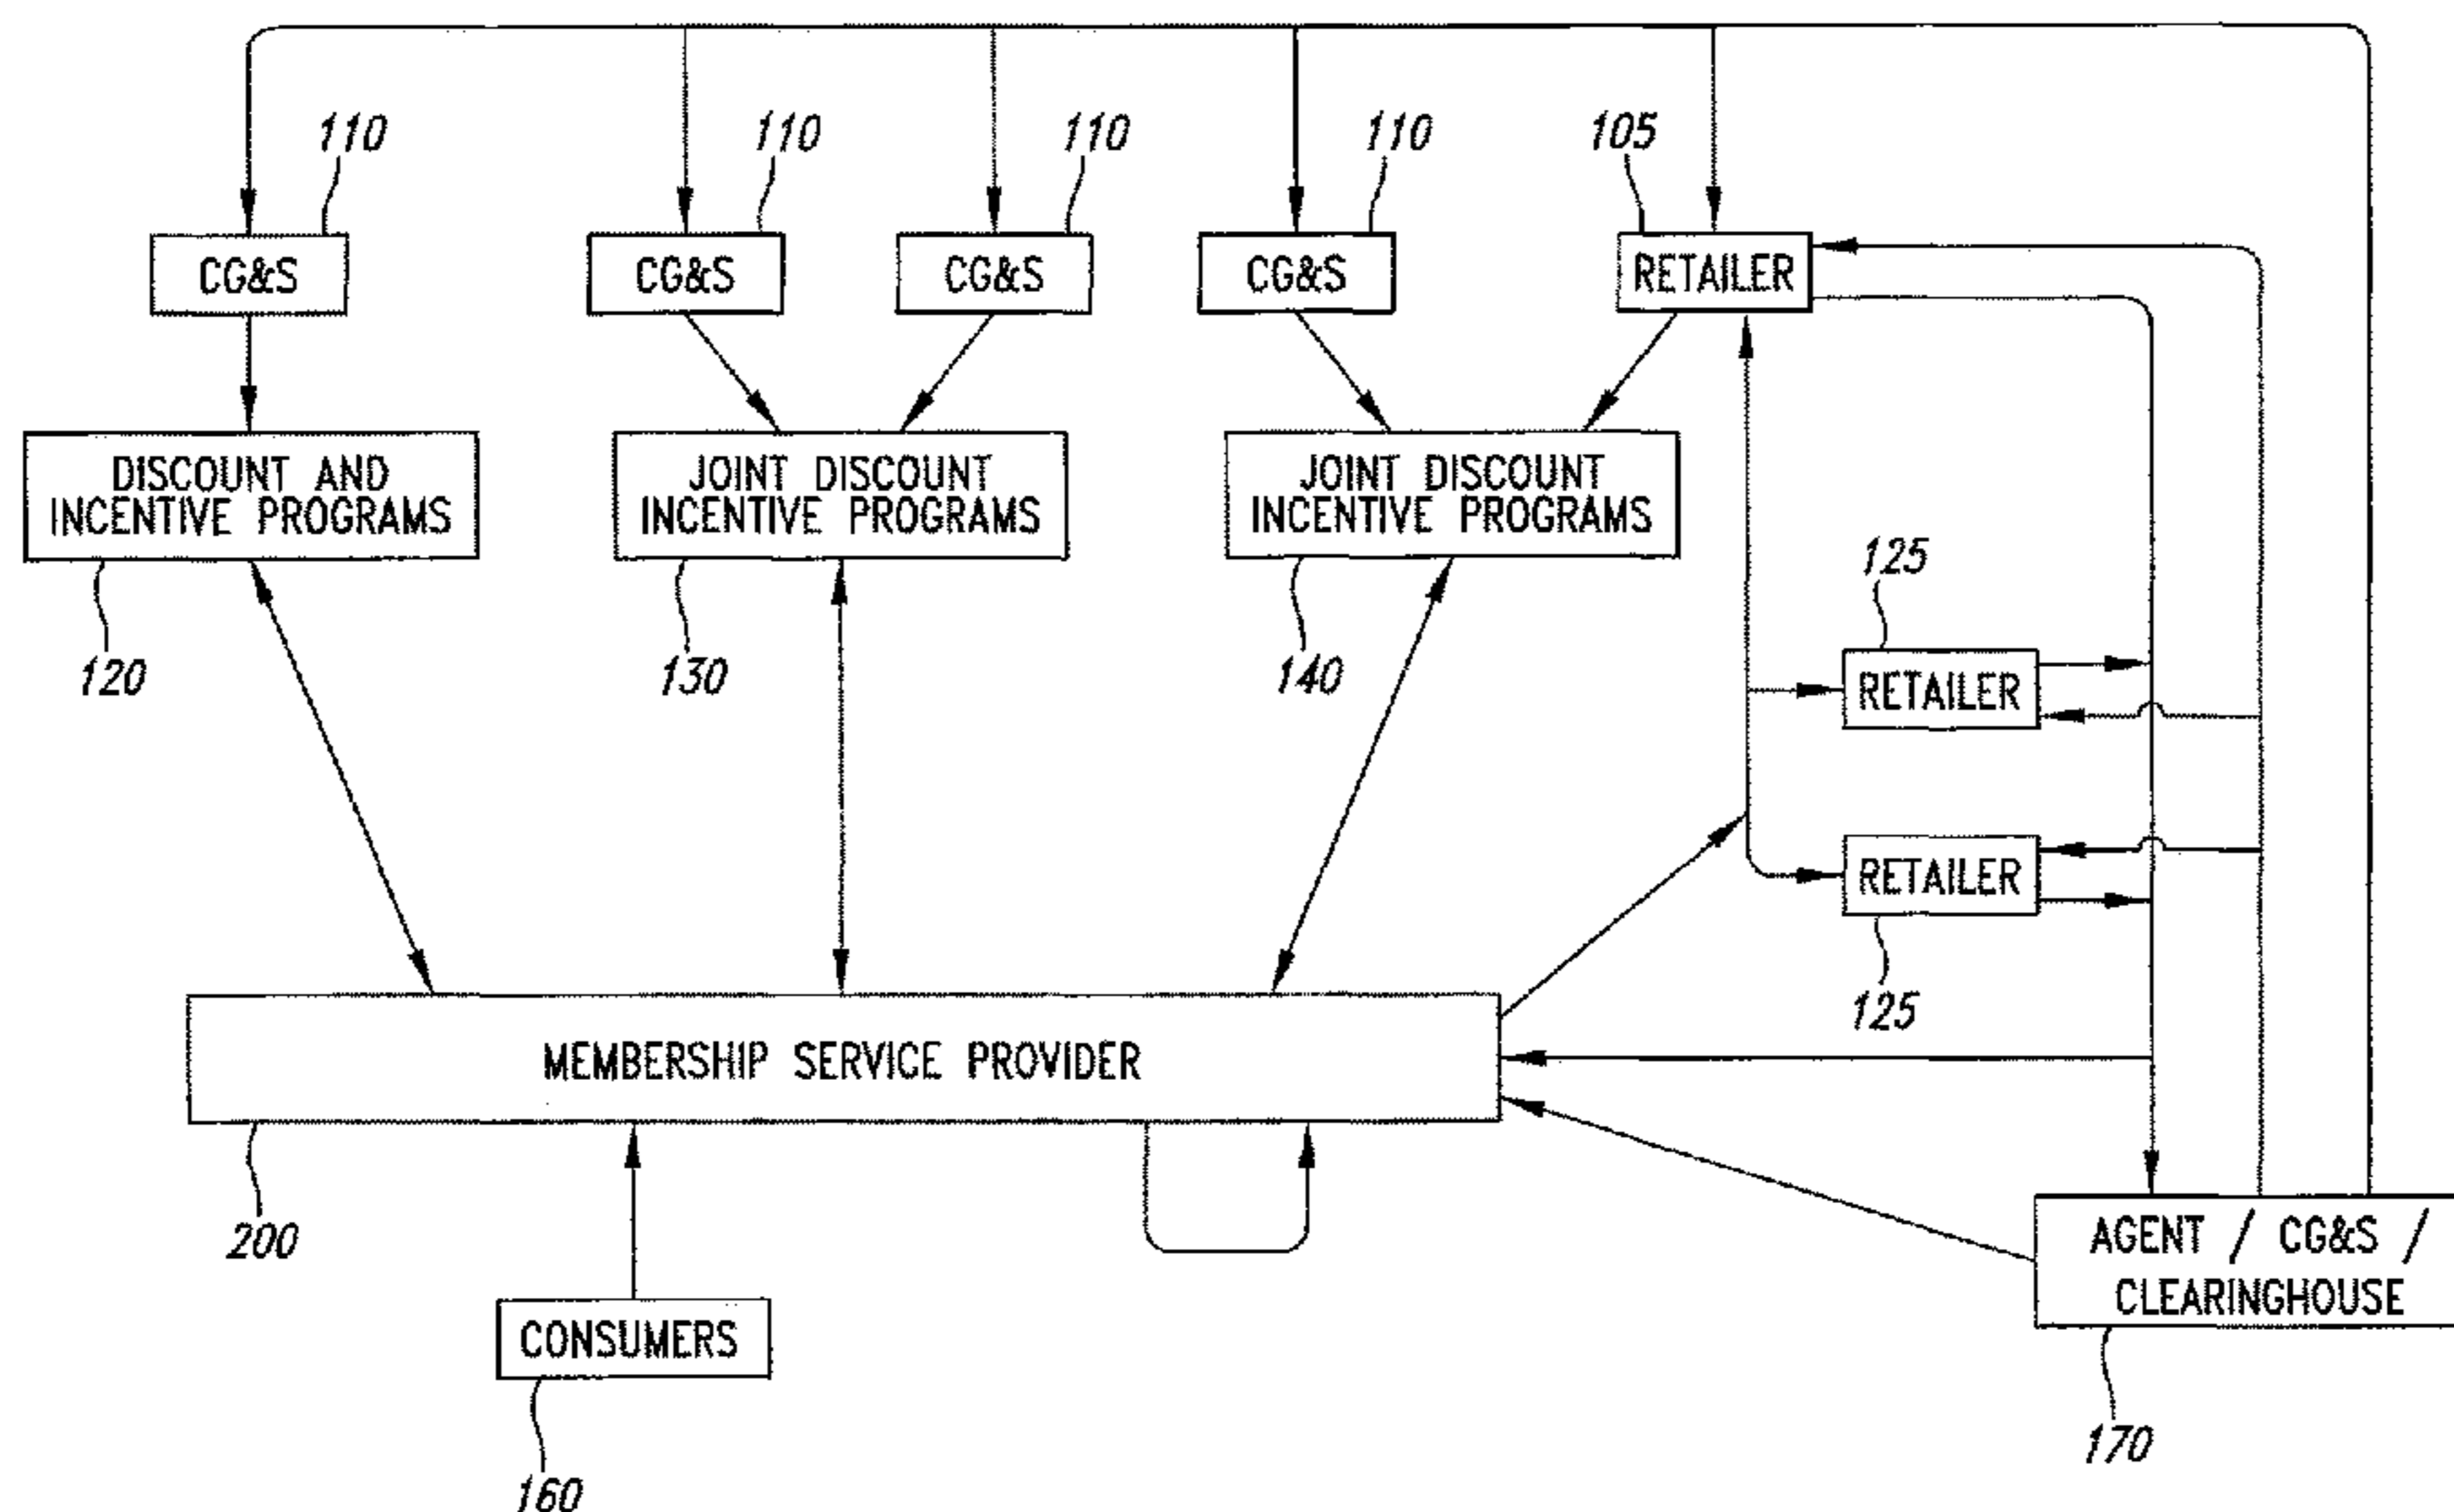 110
110
110
110
105
CG&S
CG&S
CG&S
CG&S
RETAILER
DISCOUNT AND
INCENTIVE PROGRAMS
JOINT DISCOUNT
INCENTIVE PROGRAMS
JOINT DISCOUNT
INCENTIVE PROGRAMS
120
130
140
125
RETAILER
RETAILER
125
MEMBERSHIP SERVICE PROVIDER
200
CONSUMERS
160
AGENT / CG&S /
CLEARINGHOUSE
170